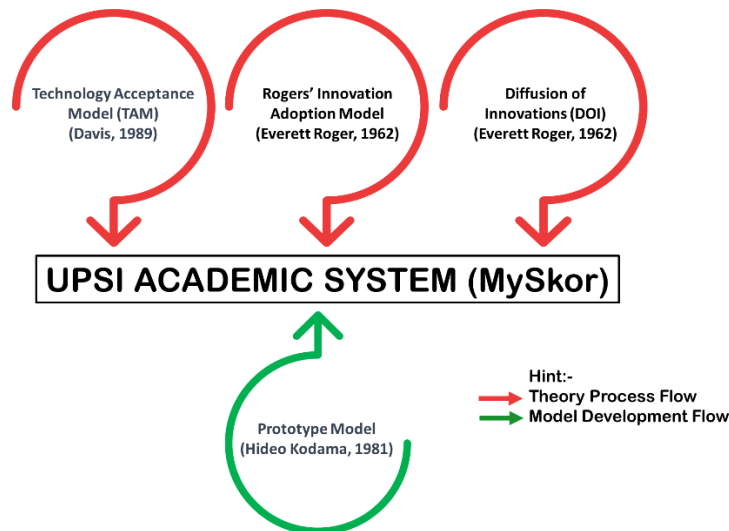 Technology Acceptance
Model (TAM)
(Davis, 1989)
Rogers' Innovation
Adoption Model
(Everett Roger, 1962)
Diffusion of
Innovations (DOI)
(Everett Roger, 1962)
UPSI ACADEMIC SYSTEM (MySkor)
Prototype Model
(Hideo Kodama, 1981)
Hint:-
Theory Process Flow
Model Development Flow